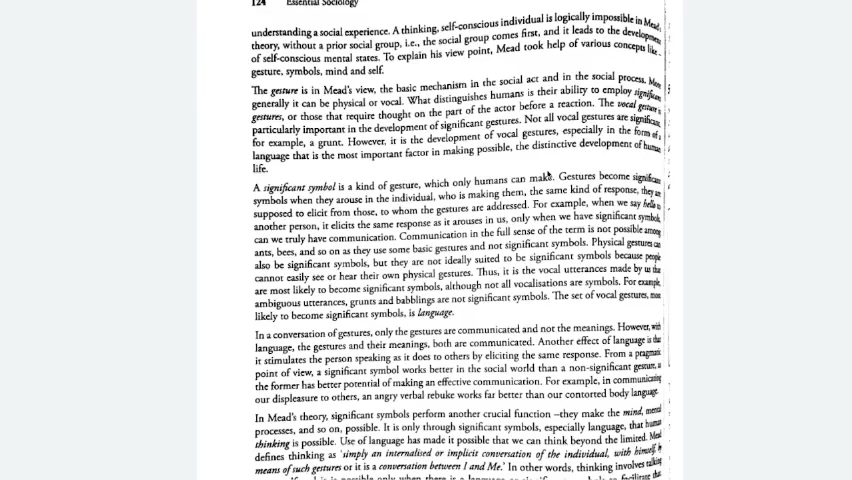 124 Essential Sociology
understanding a social experience. A thinking, self-conscious individual is logically impossible in Mead's
theory, without a prior social group, i.e., the social group comes first, and it leads to the development
of self-conscious mental states. To explain his view point, Mead took help of various concepts like
gesture, symbols, mind and self.
The gesture is in Mead's view, the basic mechanism in the social act and in the social process. More
generally it can be physical or vocal. What distinguishes humans is their ability to employ significant
gestures, or those that require thought on the part of the actor before a reaction. The vocal gesture is
particularly important in the development of significant gestures. Not all vocal gestures are significant,
for example, a grunt. However, it is the development of vocal gestures, especially in the form of a
language that is the most important factor in making possible, the distinctive development of human
life.
A significant symbol is a kind of gesture, which only humans can make. Gestures become significant
symbols when they arouse in the individual, who is making them, the same kind of response, they are
supposed to elicit from those, to whom the gestures are addressed. For example, when we say hello to
another person, it elicits the same response as it arouses in us, only when we have significant symbols,
can we truly have communication. Communication in the full sense of the term is not possible among
ants, bees, and so on as they use some basic gestures and not significant symbols. Physical gestures can
also be significant symbols, but they are not ideally suited to be significant symbols because people
cannot easily see or hear their own physical gestures. Thus, it is the vocal utterances made by us that
are most likely to become significant symbols, although not all vocalisations are symbols. For example,
ambiguous utterances, grunts and babblings are not significant symbols. The set of vocal gestures, most
likely to become significant symbols, is language.
In a conversation of gestures, only the gestures are communicated and not the meanings. However, with
language, the gestures and their meanings, both are communicated. Another effect of language is that
it stimulates the person speaking as it does to others by eliciting the same response. From a pragmatic
point of view, a significant symbol works better in the social world than a non-significant gesture, as
the former has better potential of making an effective communication. For example, in communicating
our displeasure to others, an angry verbal rebuke works far better than our contorted body language.
In Mead's theory, significant symbols perform another crucial function –they make the mind, mental
processes, and so on, possible. It is only through significant symbols, especially language, that human
thinking is possible. Use of language has made it possible that we can think beyond the limited. Mead
defines thinking as 'simply an internalised or implicit conversation of the individual, with himself, by
means of such gestures or it is a conversation between I and Me.' In other words, thinking involves talking